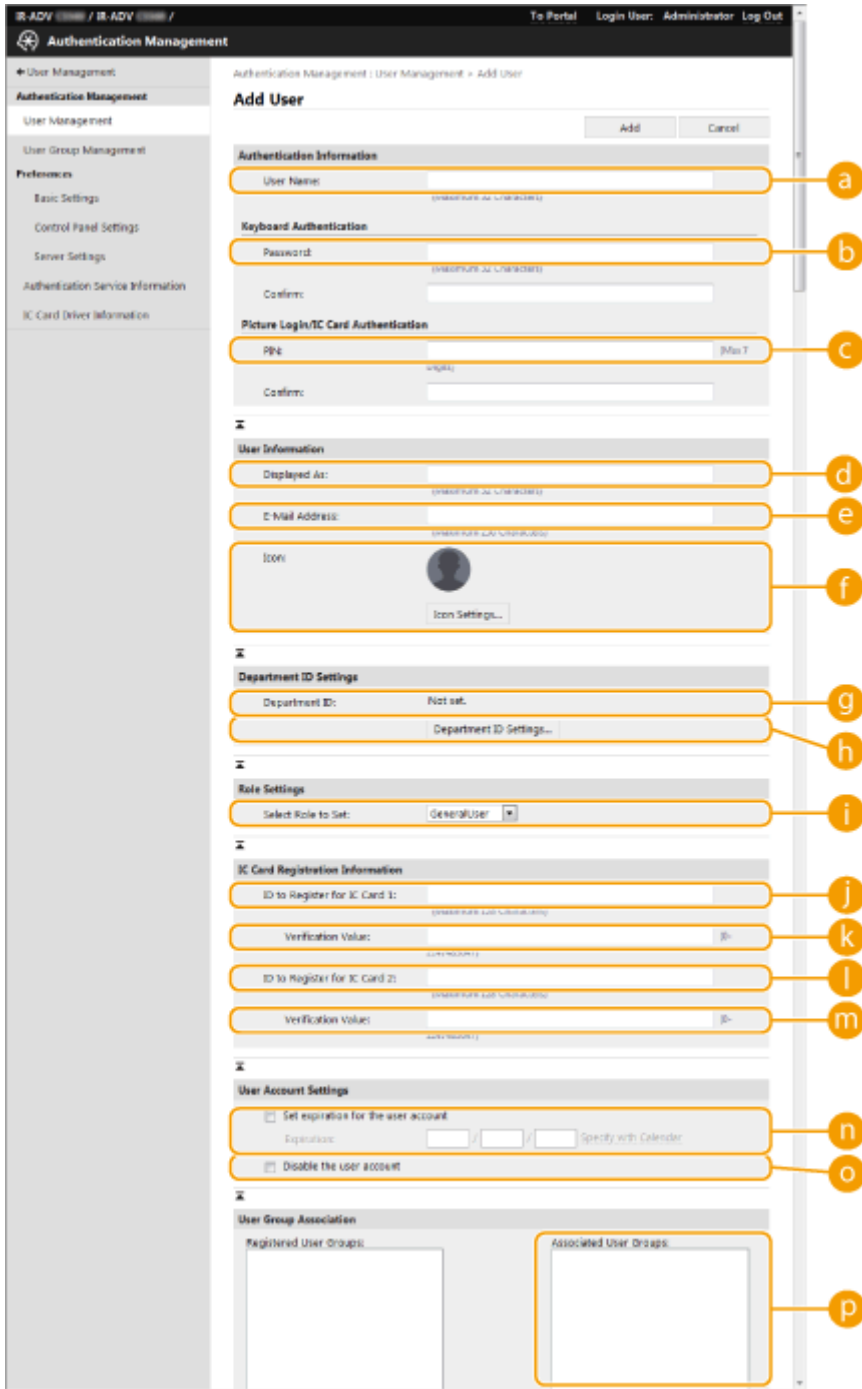 iR-ADV / iR-ADV /
To Portal Login User: Administrator Log Out
Authentication Management
User Management
Authentication Management
User Management
User Group Management
Preferences
Basic Settings
Control Panel Settings
Server Settings
Authentication Service Information
IC Card Driver Information
Authentication Management : User Management > Add User
Add User
Add Cancel
Authentication Information
User Name:
(Maximum 32 Characters)
a
Keyboard Authentication
Password:
(Maximum 32 Characters)
b
Confirm:
Picture Login/IC Card Authentication
PIN: (Max 7
digits)
c
Confirm:
User Information
Displayed As:
(Maximum 32 Characters)
d
E-Mail Address:
Characters)
e
Icon:
Icon Settings...
f
Department ID Settings
Department ID: Not set.
g
Department ID Settings...
h
Role Settings
Select Role to Set: GeneralUser
i
IC Card Registration Information
ID to Register for IC Card 1:
(Maximum 128 Characters)
j
Verification Value: (0-
k
ID to Register for IC Card 2:
(Maximum 128 Characters)
l
Verification Value: (0-
m
User Account Settings
Set expiration for the user account
Expiration: / / Specify with Calendar
n
Disable the user account
o
User Group Association
Registered User Groups: Associated User Groups:
p